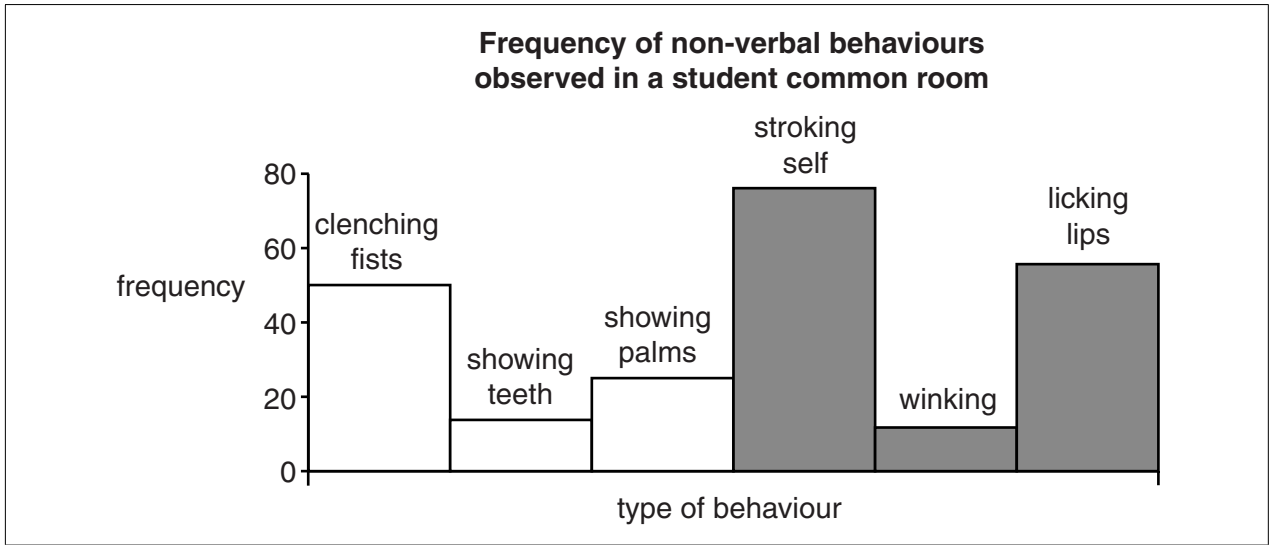 Frequency of non-verbal behaviours
observed in a student common room
stroking
self
80
licking
lips
clenching
fists
60
frequency
showing
palms
40
showing
teeth
winking
20
0
type of behaviour